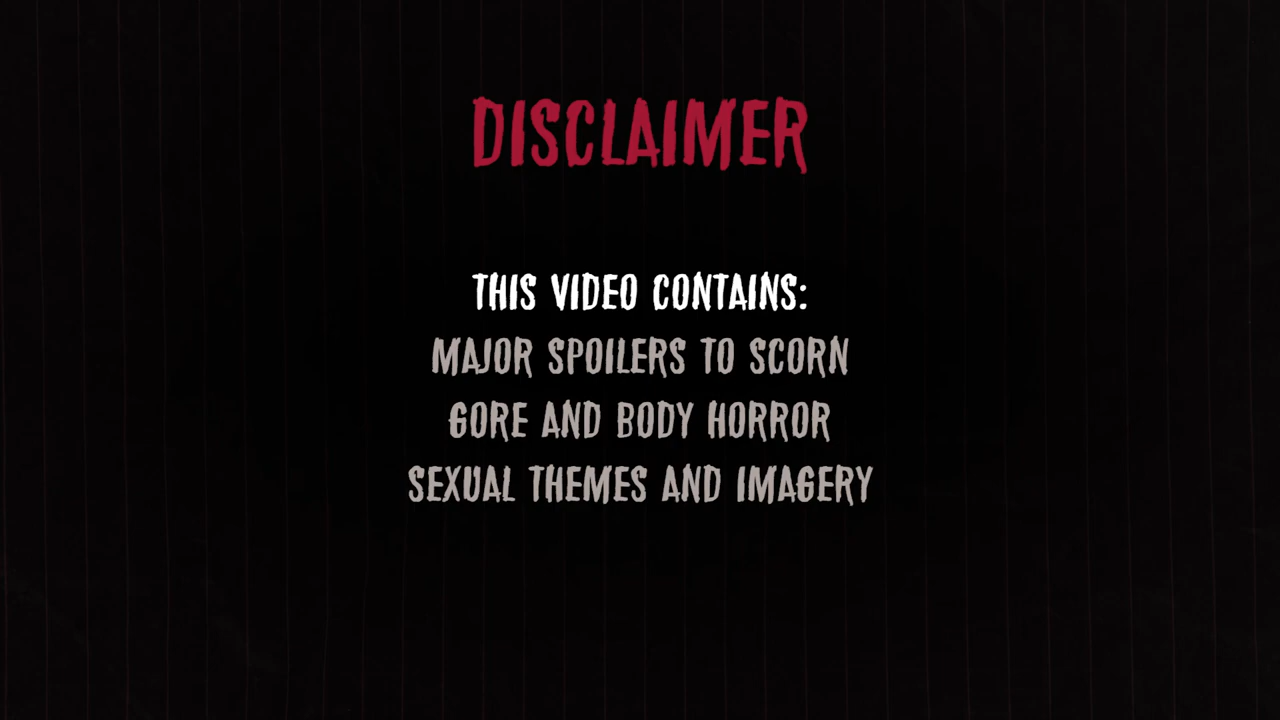 DISCLAIMER
THIS VIDEO CONTAINS:
MAJOR SPOILERS TO SCORN
GORE AND BODY HORROR
SEXUAL THEMES AND IMAGERY